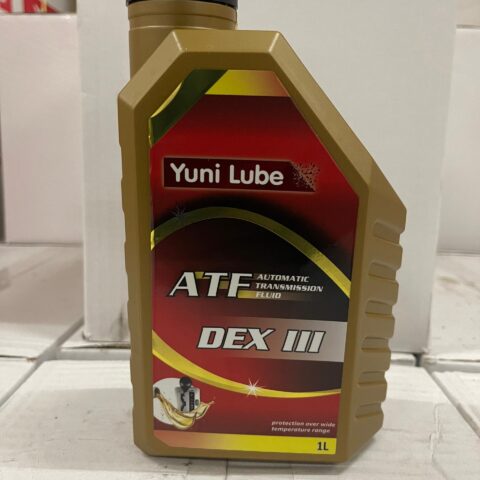 Yuni Lube
ATF AUTOMATIC
TRANSMISSION
FLUID
DEX III
protection over wide
temperature range
1L